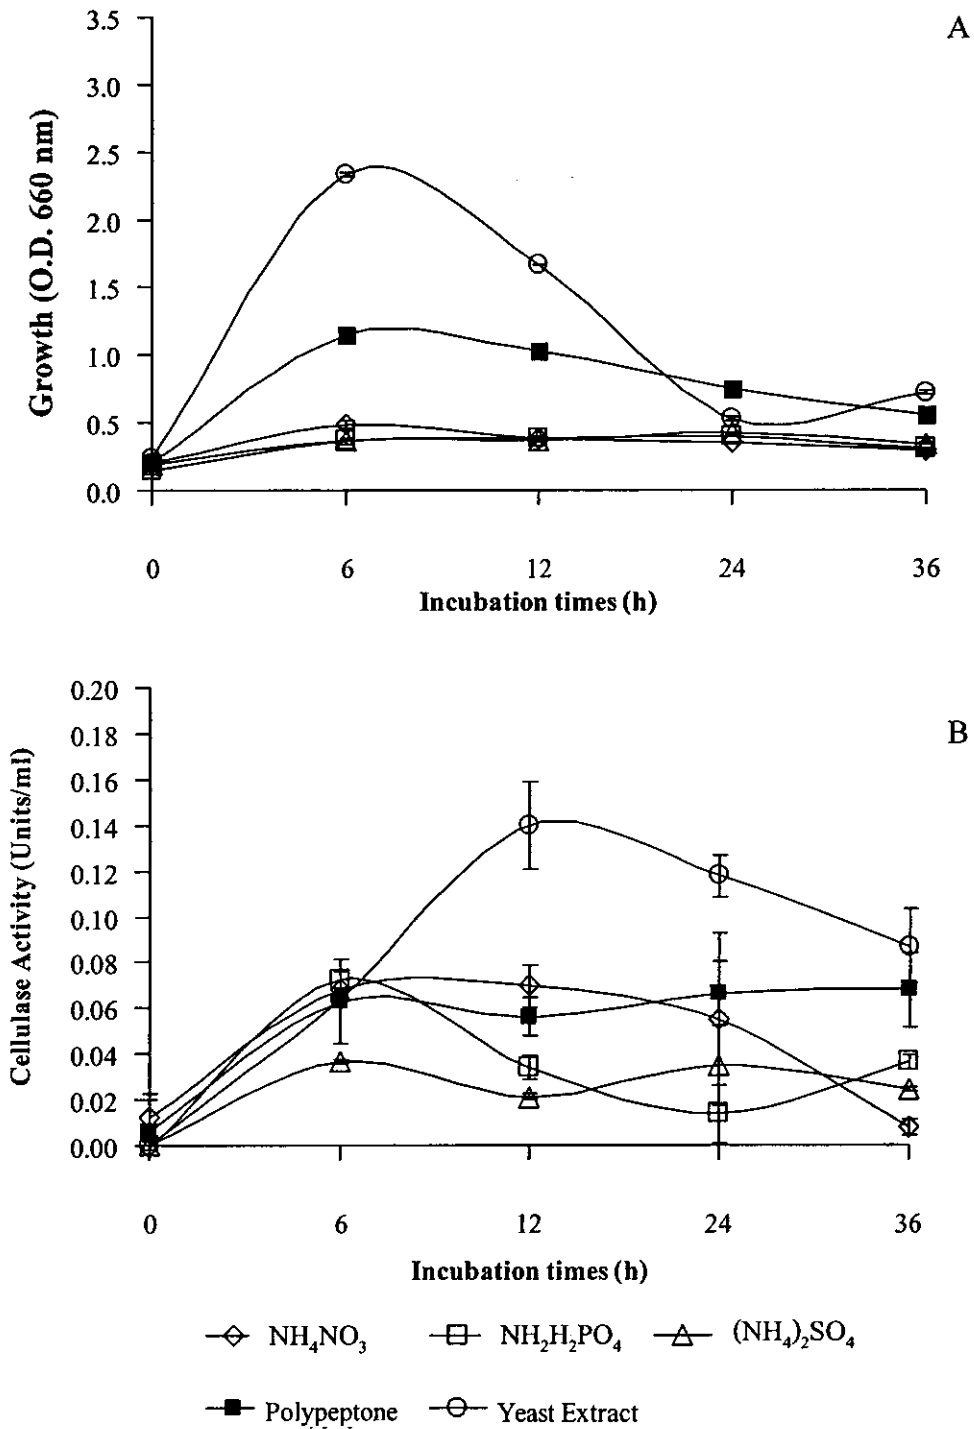 A
3.5
3.0
2.5
2.0
1.5
1.0
0.5
0.0
Growth (O.D. 660 nm)
0 6 12 24 36
Incubation times (h)
B
0.20
0.18
0.16
0.14
0.12
0.10
0.08
0.06
0.04
0.02
0.00
Cellulase Activity (Units/ml)
0 6 12 24 36
Incubation times (h)
NH₄NO₃ NH₂H₂PO₄ (NH₄)₂SO₄
Polypeptone Yeast Extract